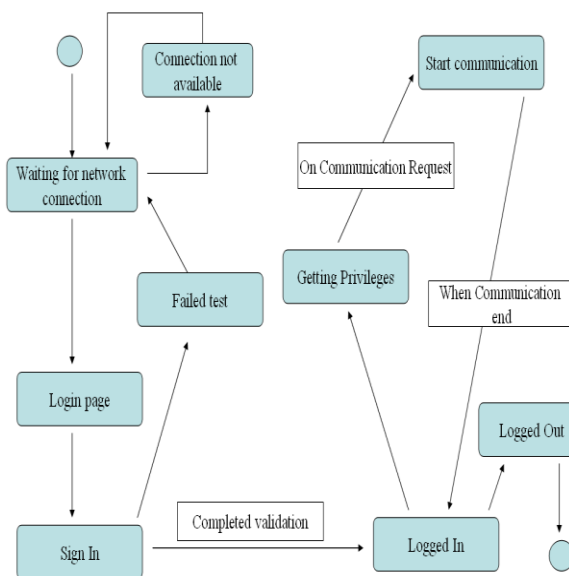 Connection not
available
Start communication
Waiting for network
connection
On Communication Request
Failed test
Getting Privileges
When Communication
end
Login page
Logged Out
Completed validation
Sign In
Logged In